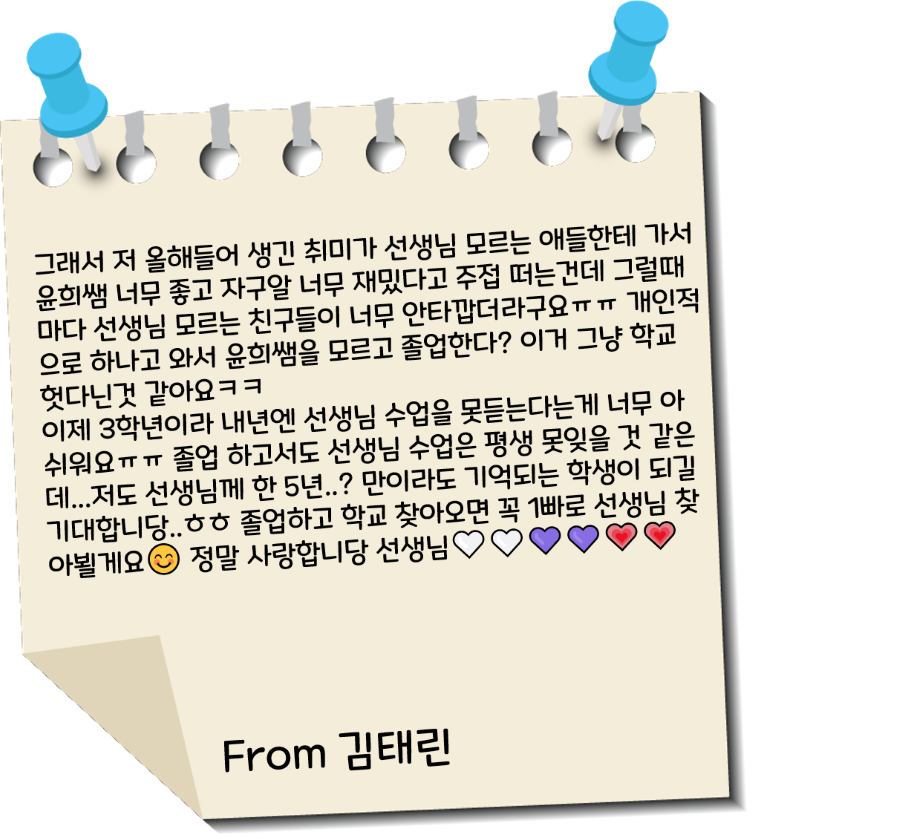 그래서 저 올해들어 생긴 취미가 선생님 모르는 애들한테 가서
윤희쌤 너무 좋고 자구알 너무 재밌다고 주접 떠는건데 그럴때
마다 선생님 모르는 친구들이 너무 안타깝더라구요ㅠㅠ 개인적
으로 하나고 와서 윤희쌤을 모르고 졸업한다? 이거 그냥 학교
헛다닌것 같아요ㅋㅋ
이제 3학년이라 내년엔 선생님 수업을 못듣는다는게 너무 아
쉬워요ㅠㅠ 졸업 하고서도 선생님 수업은 평생 못잊을 것 같은
데...저도 선생님께 한 5년..? 만이라도 기억되는 학생이 되길
기대합니당..ㅎㅎ 졸업하고 학교 찾아오면 꼭 1빠로 선생님 찾
아뵐게요😊 정말 사랑합니당 선생님🤍🤍💜💜💗💗
From 김태린